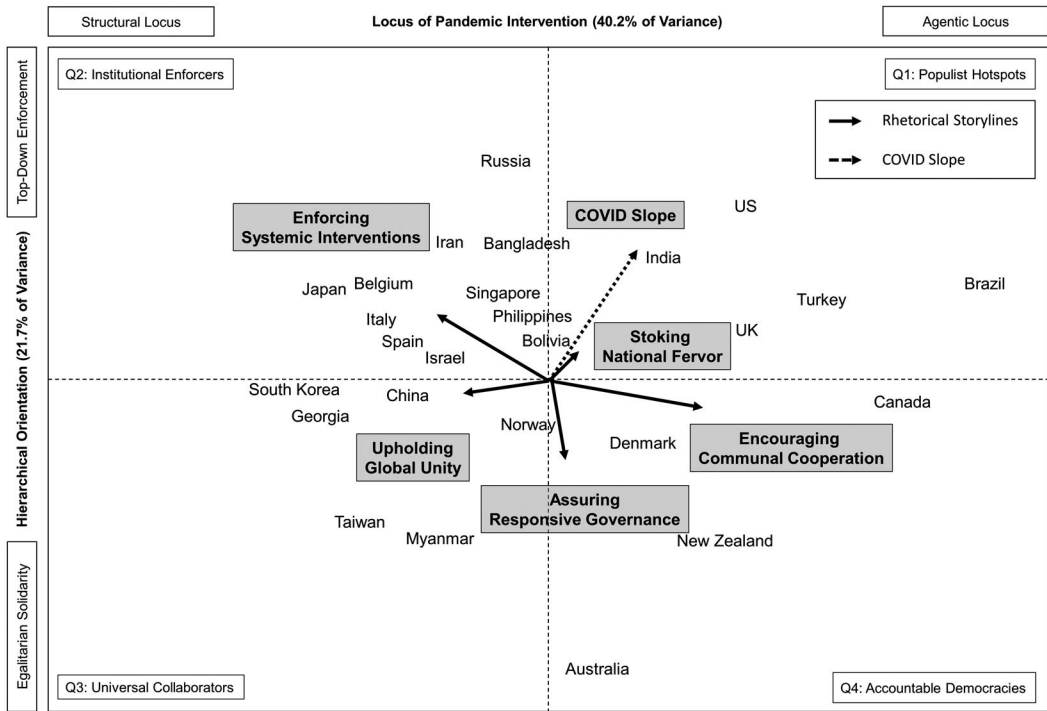 Structural Locus
Locus of Pandemic Intervention (40.2% of Variance)
Agentic Locus
Top-Down Enforcement
Hierarchical Orientation (21.7% of Variance)
Egalitarian Solidarity
Q2: Institutional Enforcers
Q1: Populist Hotspots
Rhetorical Storylines
COVID Slope
Russia
US
Enforcing
Systemic Interventions
COVID Slope
Iran
Bangladesh
India
Japan
Belgium
Singapore
Turkey
Brazil
Italy
Philippines
Spain
Bolivia
Stoking
National Fervor
UK
Israel
South Korea
China
Canada
Georgia
Norway
Denmark
Upholding
Global Unity
Encouraging
Communal Cooperation
Assuring
Responsive Governance
Taiwan
Myanmar
New Zealand
Australia
Q3: Universal Collaborators
Q4: Accountable Democracies